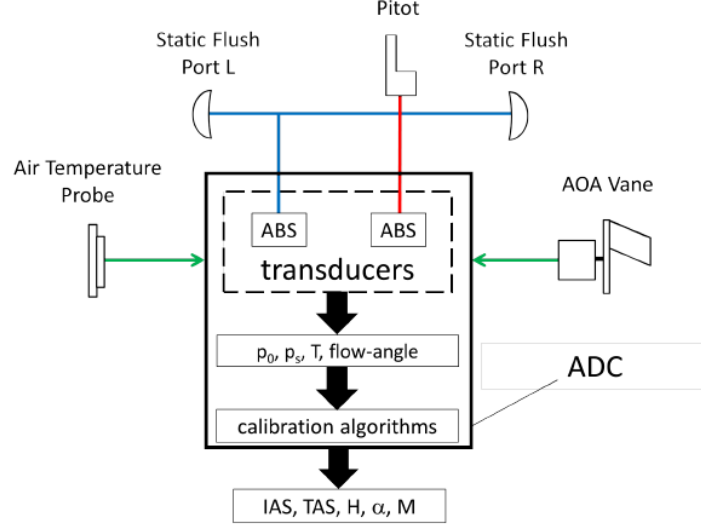 Pitot
Static Flush
Port L
Static Flush
Port R
Air Temperature
Probe
AOA Vane
ABS
ABS
transducers
p₀, pₛ, T, flow-angle
ADC
calibration algorithms
IAS, TAS, H, α, M